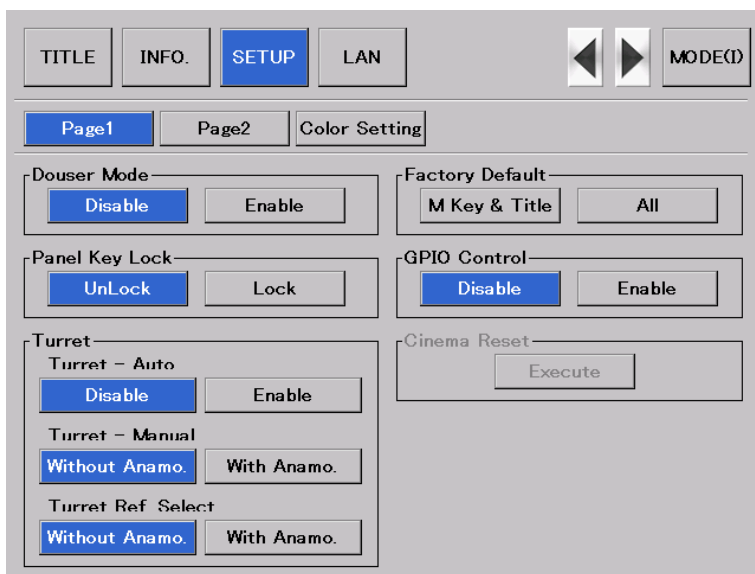 TITLE INFO. SETUP LAN MODE(I)
Page1 Page2 Color Setting
Douser Mode
Disable Enable
Factory Default
M Key & Title All
Panel Key Lock
UnLock Lock
GPIO Control
Disable Enable
Turret
Turret - Auto
Disable Enable
Turret - Manual
Without Anamo. With Anamo.
Turret Ref Select
Without Anamo. With Anamo.
Cinema Reset
Execute